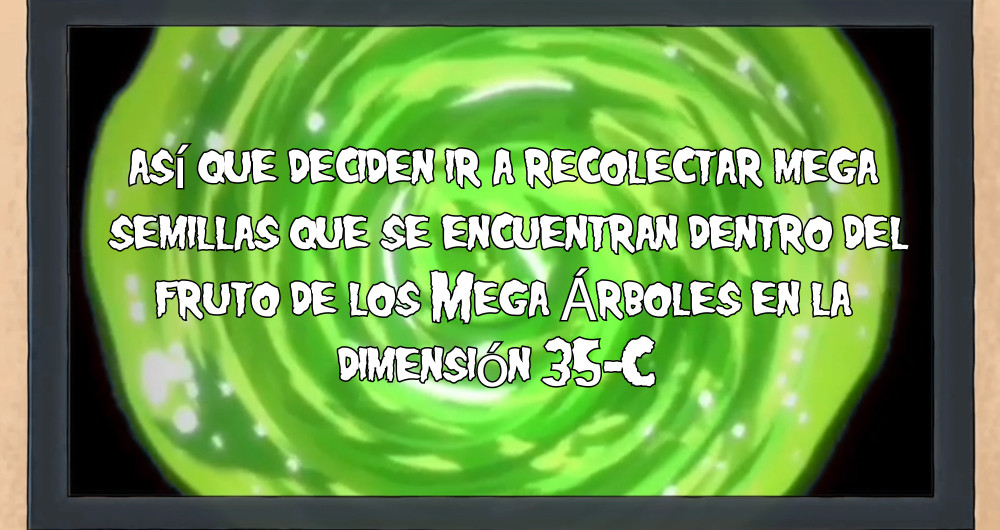 así que deciden ir a recolectar mega
semillas que se encuentran dentro del
fruto de los Mega Árboles en la
dimensión 35-C